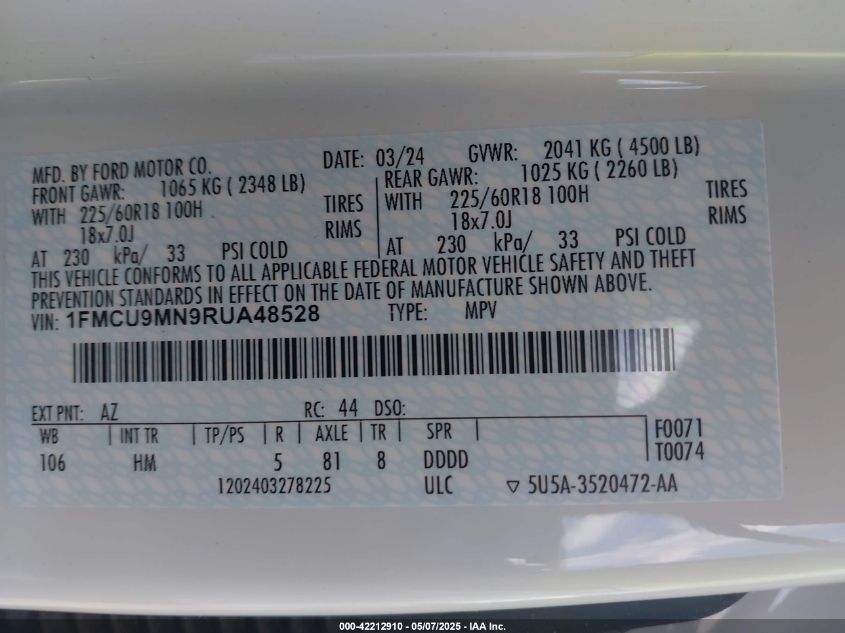 MFD. BY FORD MOTOR CO. DATE: 03/24 GVWR: 2041 KG ( 4500 LB)
FRONT GAWR: 1065 KG ( 2348 LB) REAR GAWR: 1025 KG ( 2260 LB)
WITH 225/60R18 100H TIRES WITH 225/60R18 100H TIRES
18x7.0J RIMS 18x7.0J RIMS
AT 230 kPa/ 33 PSI COLD AT 230 kPa/ 33 PSI COLD
THIS VEHICLE CONFORMS TO ALL APPLICABLE FEDERAL MOTOR VEHICLE SAFETY AND THEFT
PREVENTION STANDARDS IN EFFECT ON THE DATE OF MANUFACTURE SHOWN ABOVE.
VIN: 1FMCU9MN9RUA48528 TYPE: MPV
EXT PNT: AZ RC: 44 DSO:
WB | INT TR | TP/PS | R | AXLE | TR | SPR | F0071
106 HM 5 81 8 DDDD T0074
1202403278225 ULC ▽ 5U5A-3520472-AA
000-42212910 - 05/07/2025 - IAA Inc.